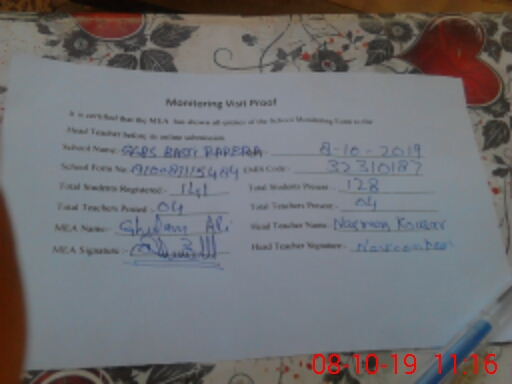 Monitoring Visit Proof
It is certified that the MEA has shown all entries of the School Monitoring Form to the
Head Teacher before its online submission
School Name: GGPS BASTI 8-10-2019
School Form No: EMIS Code:- 32310187
Total Students Registered:- 141 Total Students Present:- 128
Total Teachers Posted:- 04 Total Teachers Present:- 04
MEA Name:- Ghulam Ali Head Teacher Name: Kousar
MEA Signature:- Head Teacher Signature:-
08-10-19 11:16